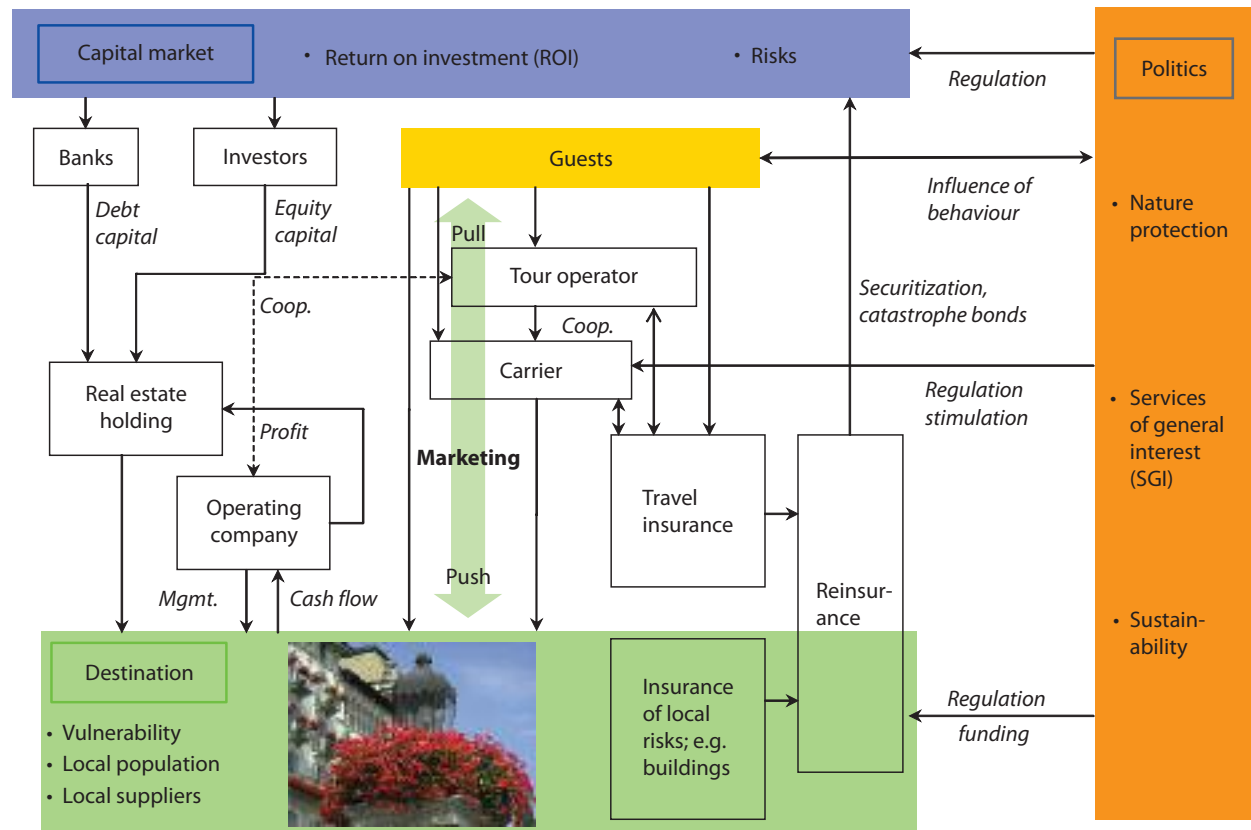 Capital market
• Return on investment (ROI)
• Risks
Regulation
Politics
Banks
Investors
Guests
Debt
capital
Equity
capital
Influence of
behaviour
• Nature
protection
Pull
Tour operator
Coop.
Securitization,
catastrophe bonds
Coop.
Carrier
Real estate
holding
Regulation
stimulation
• Services
of general
interest
(SGI)
Profit
Marketing
Operating
company
Travel
insurance
Push
Mgmt.
Cash flow
Reinsur-
ance
• Sustain-
ability
Destination
Insurance
of local
risks; e.g.
buildings
Regulation
funding
• Vulnerability
• Local population
• Local suppliers